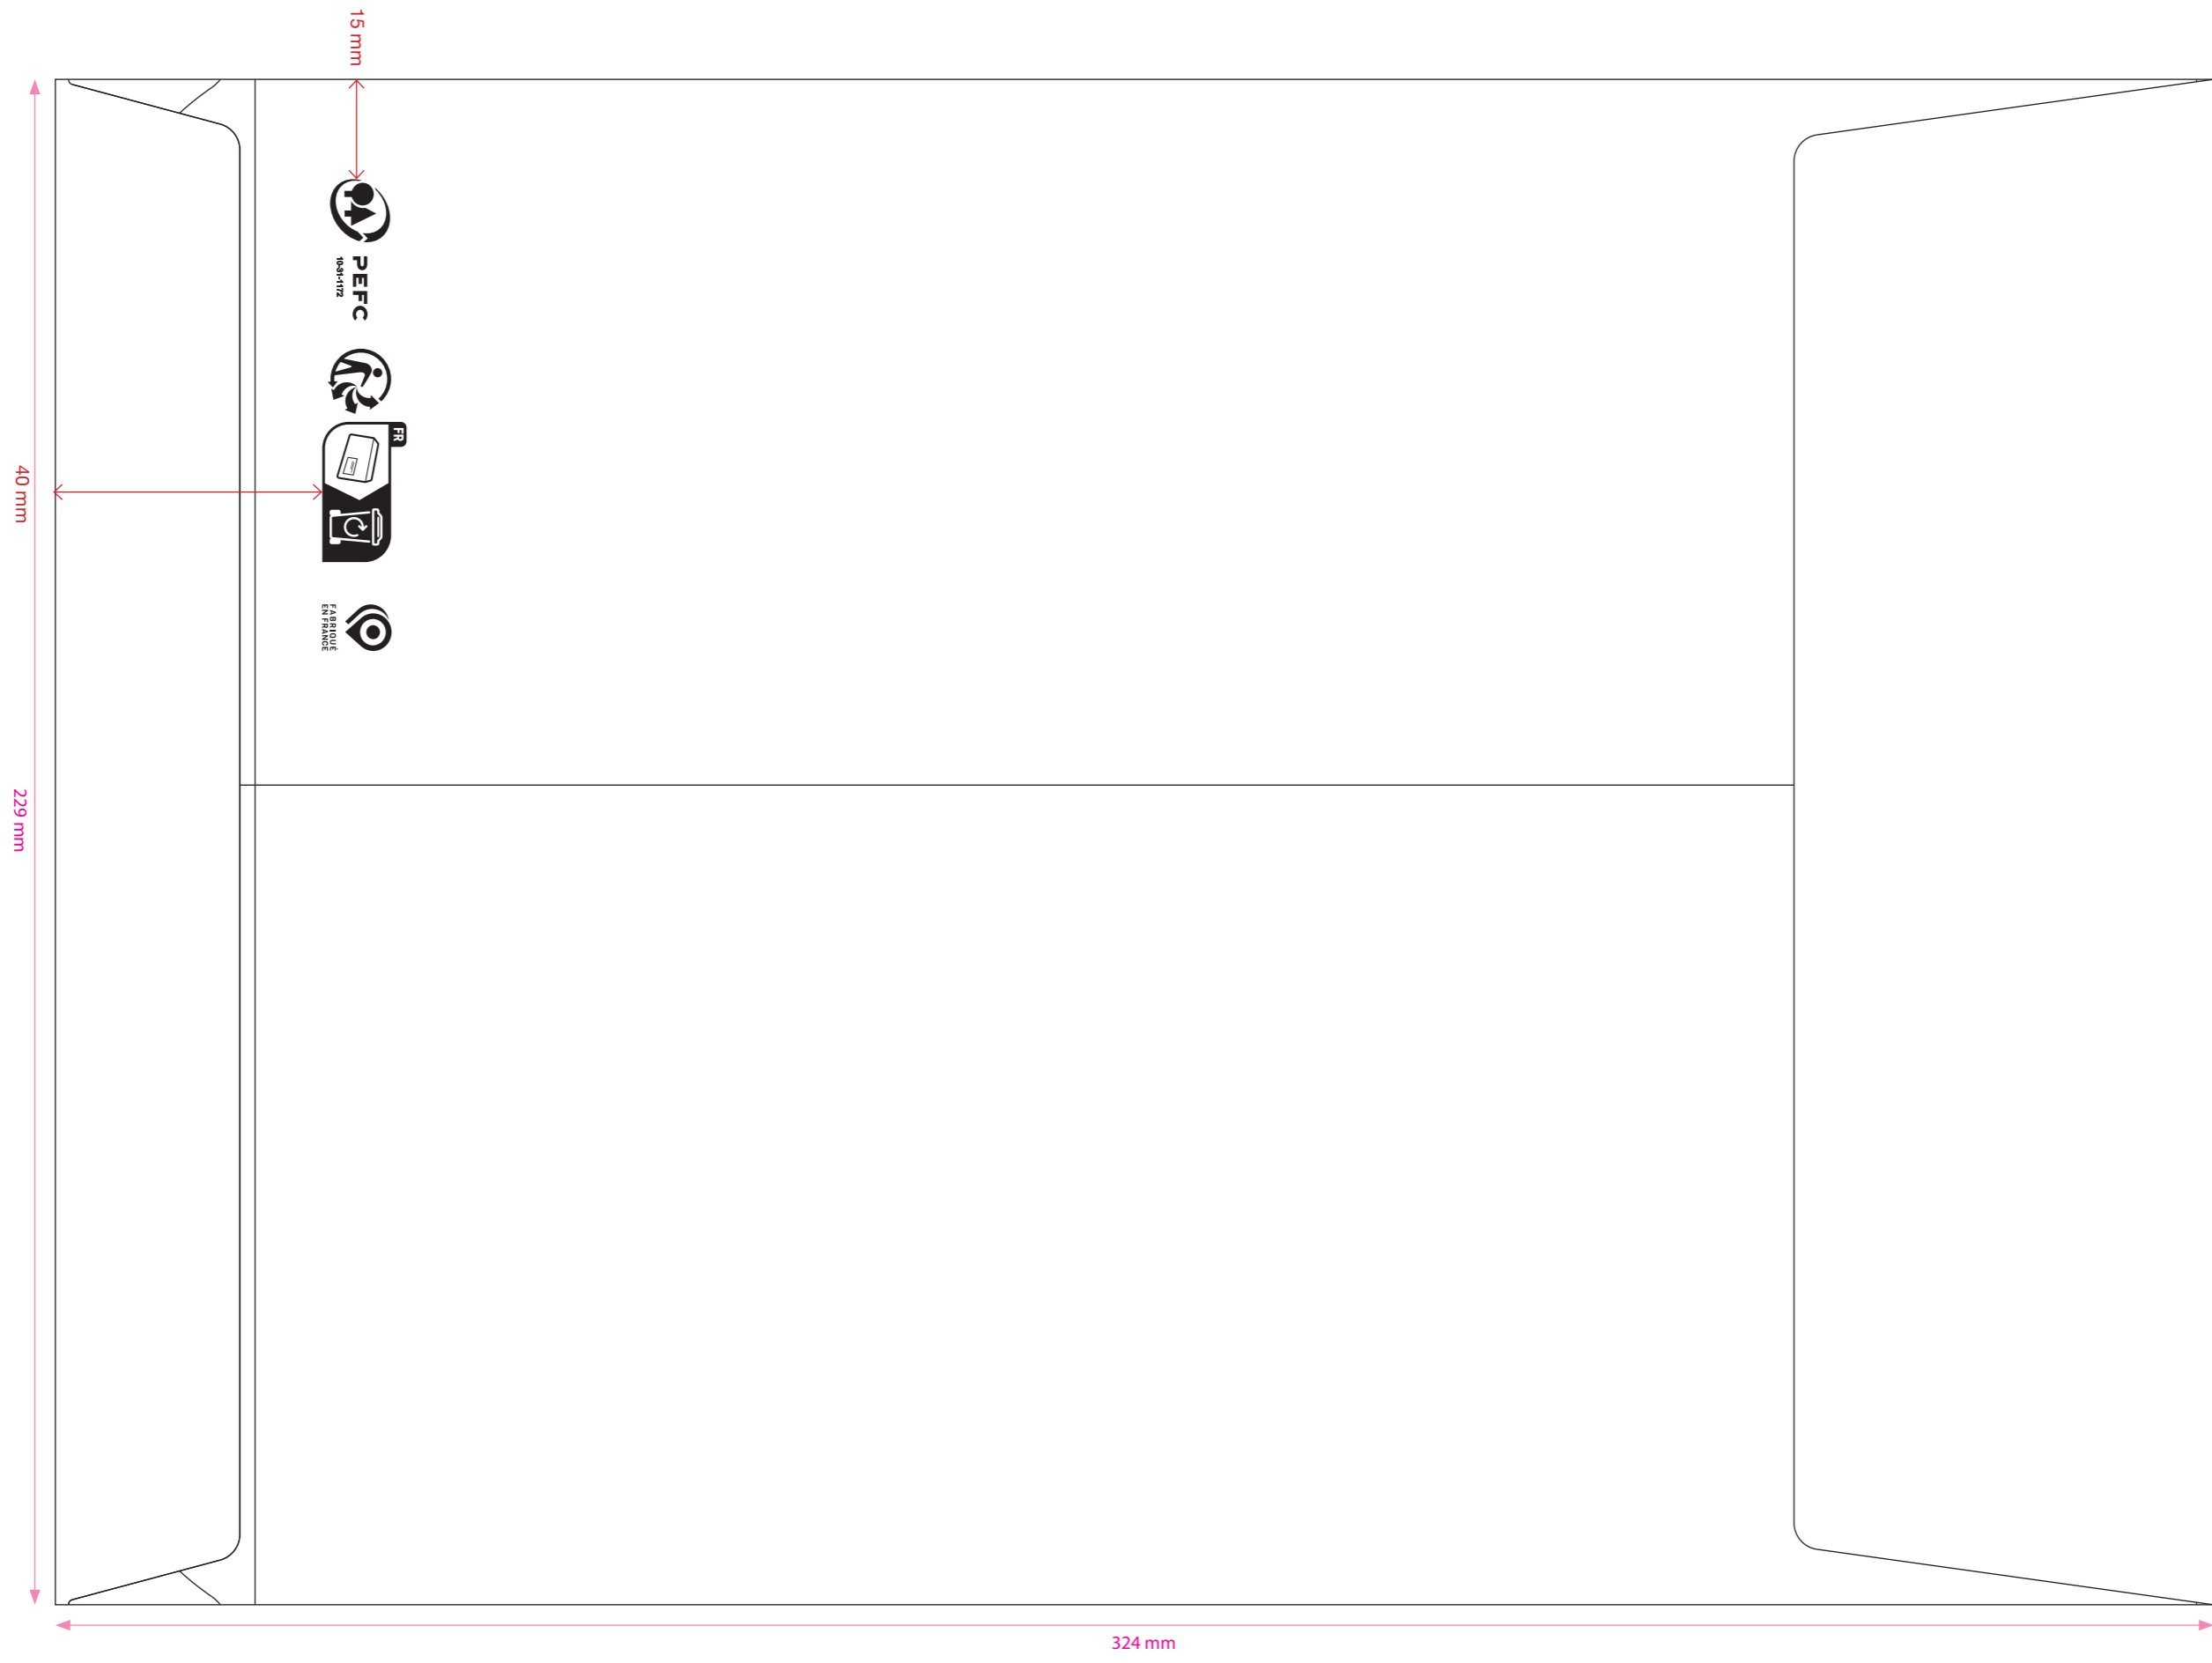 15 mm
PEFC
10-31-1172
FR
FABRIQUÉ
EN FRANCE
40 mm
229 mm
324 mm